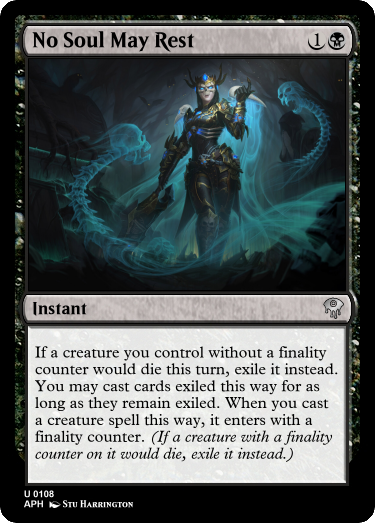 No Soul May Rest 1
Instant
If a creature you control without a finality
counter would die this turn, exile it instead.
You may cast cards exiled this way for as
long as they remain exiled. When you cast
a creature spell this way, it enters with a
finality counter. (If a creature with a finality
counter on it would die, exile it instead.)
U 0108
APH Stu Harrington